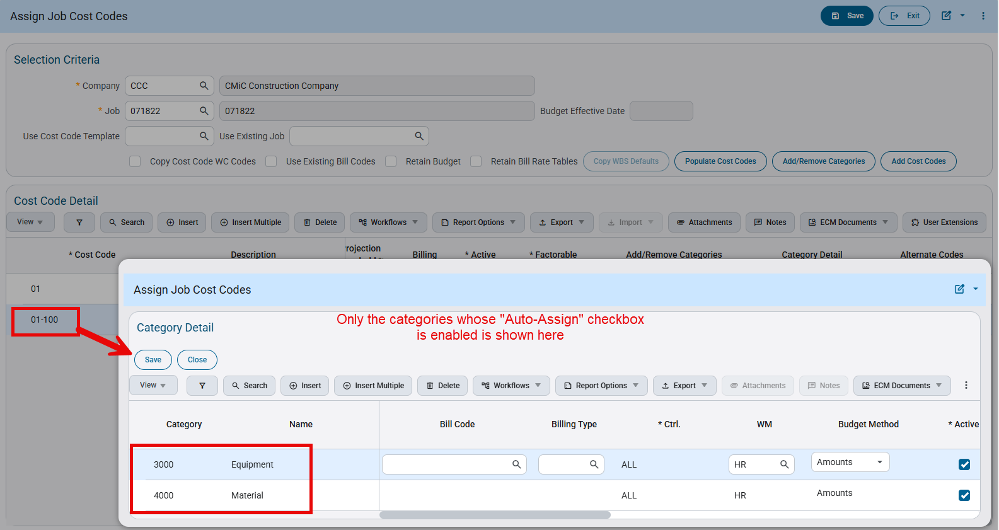 Assign Job Cost Codes
Save
Exit
Selection Criteria
* Company CCC CMiC Construction Company
* Job 071822 071822 Budget Effective Date
Use Cost Code Template Use Existing Job
Copy Cost Code WC Codes Use Existing Bill Codes Retain Budget Retain Bill Rate Tables Copy WBS Defaults Populate Cost Codes Add/Remove Categories Add Cost Codes
Cost Code Detail
View Search Insert Insert Multiple Delete Workflows Report Options Export Import Attachments Notes ECM Documents User Extensions
* Cost Code Description Billing * Active * Factorable Add/Remove Categories Category Detail Alternate Codes
01
01-100
Assign Job Cost Codes
Only the categories whose "Auto-Assign" checkbox
is enabled is shown here
Category Detail
Save Close
View Search Insert Insert Multiple Delete Workflows Report Options Export Attachments Notes ECM Documents
Category Name Bill Code Billing Type * Ctrl. WM Budget Method * Active
3000 Equipment ALL HR Amounts
4000 Material ALL HR Amounts